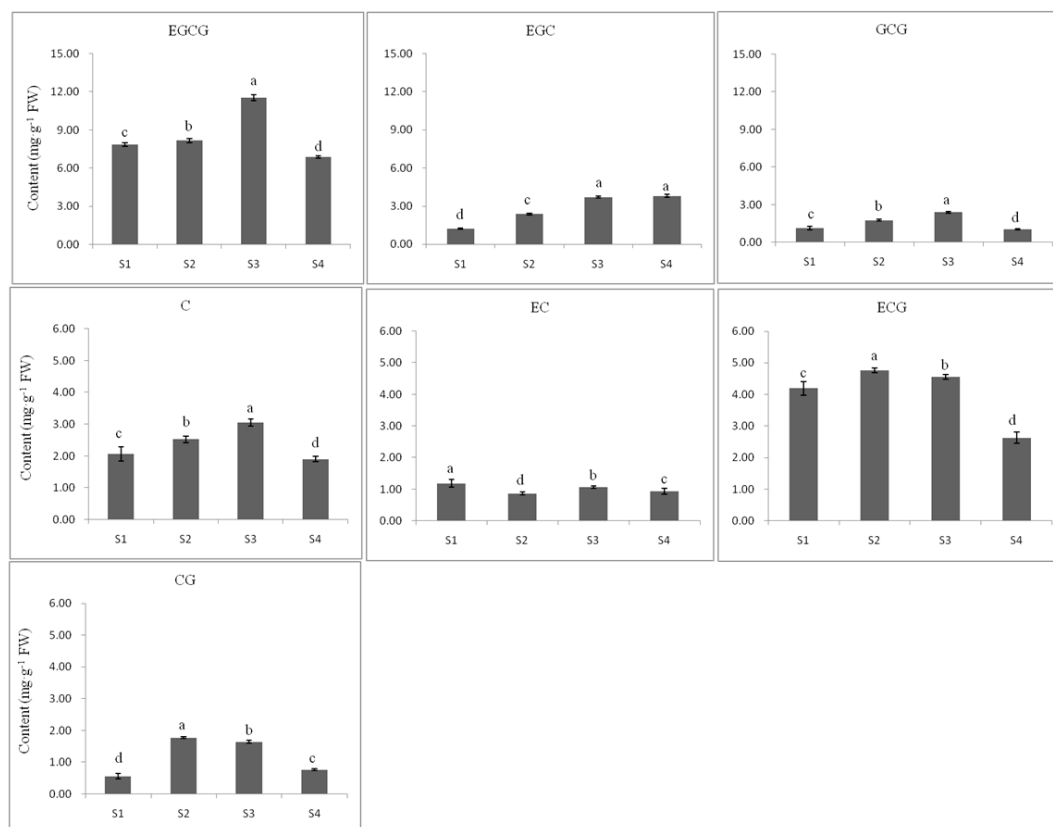 EGCG
15.00
12.00
9.00
6.00
3.00
0.00
Content (mg·g⁻¹ FW)
c
b
a
d
S1 S2 S3 S4
EGC
15.00
12.00
9.00
6.00
3.00
0.00
d
c
a
a
S1 S2 S3 S4
GCG
15.00
12.00
9.00
6.00
3.00
0.00
c
b
a
d
S1 S2 S3 S4
C
6.00
5.00
4.00
3.00
2.00
1.00
0.00
Content (mg·g⁻¹ FW)
c
b
a
d
S1 S2 S3 S4
EC
6.00
5.00
4.00
3.00
2.00
1.00
0.00
a
d
b
c
S1 S2 S3 S4
ECG
6.00
5.00
4.00
3.00
2.00
1.00
0.00
c
a
b
d
S1 S2 S3 S4
CG
6.00
5.00
4.00
3.00
2.00
1.00
0.00
Content (mg·g⁻¹ FW)
d
a
b
c
S1 S2 S3 S4